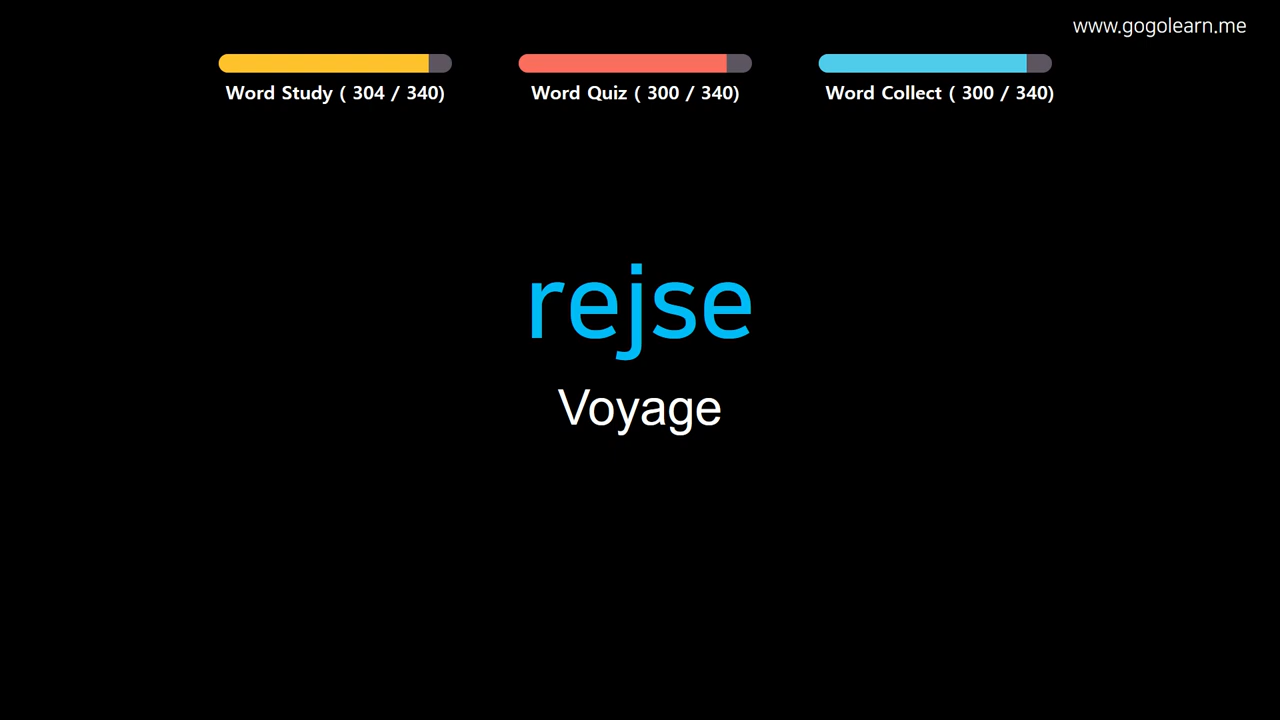 www.gogolearn.me
Word Study ( 304 / 340)
Word Quiz ( 300 / 340)
Word Collect ( 300 / 340)
rejse
Voyage